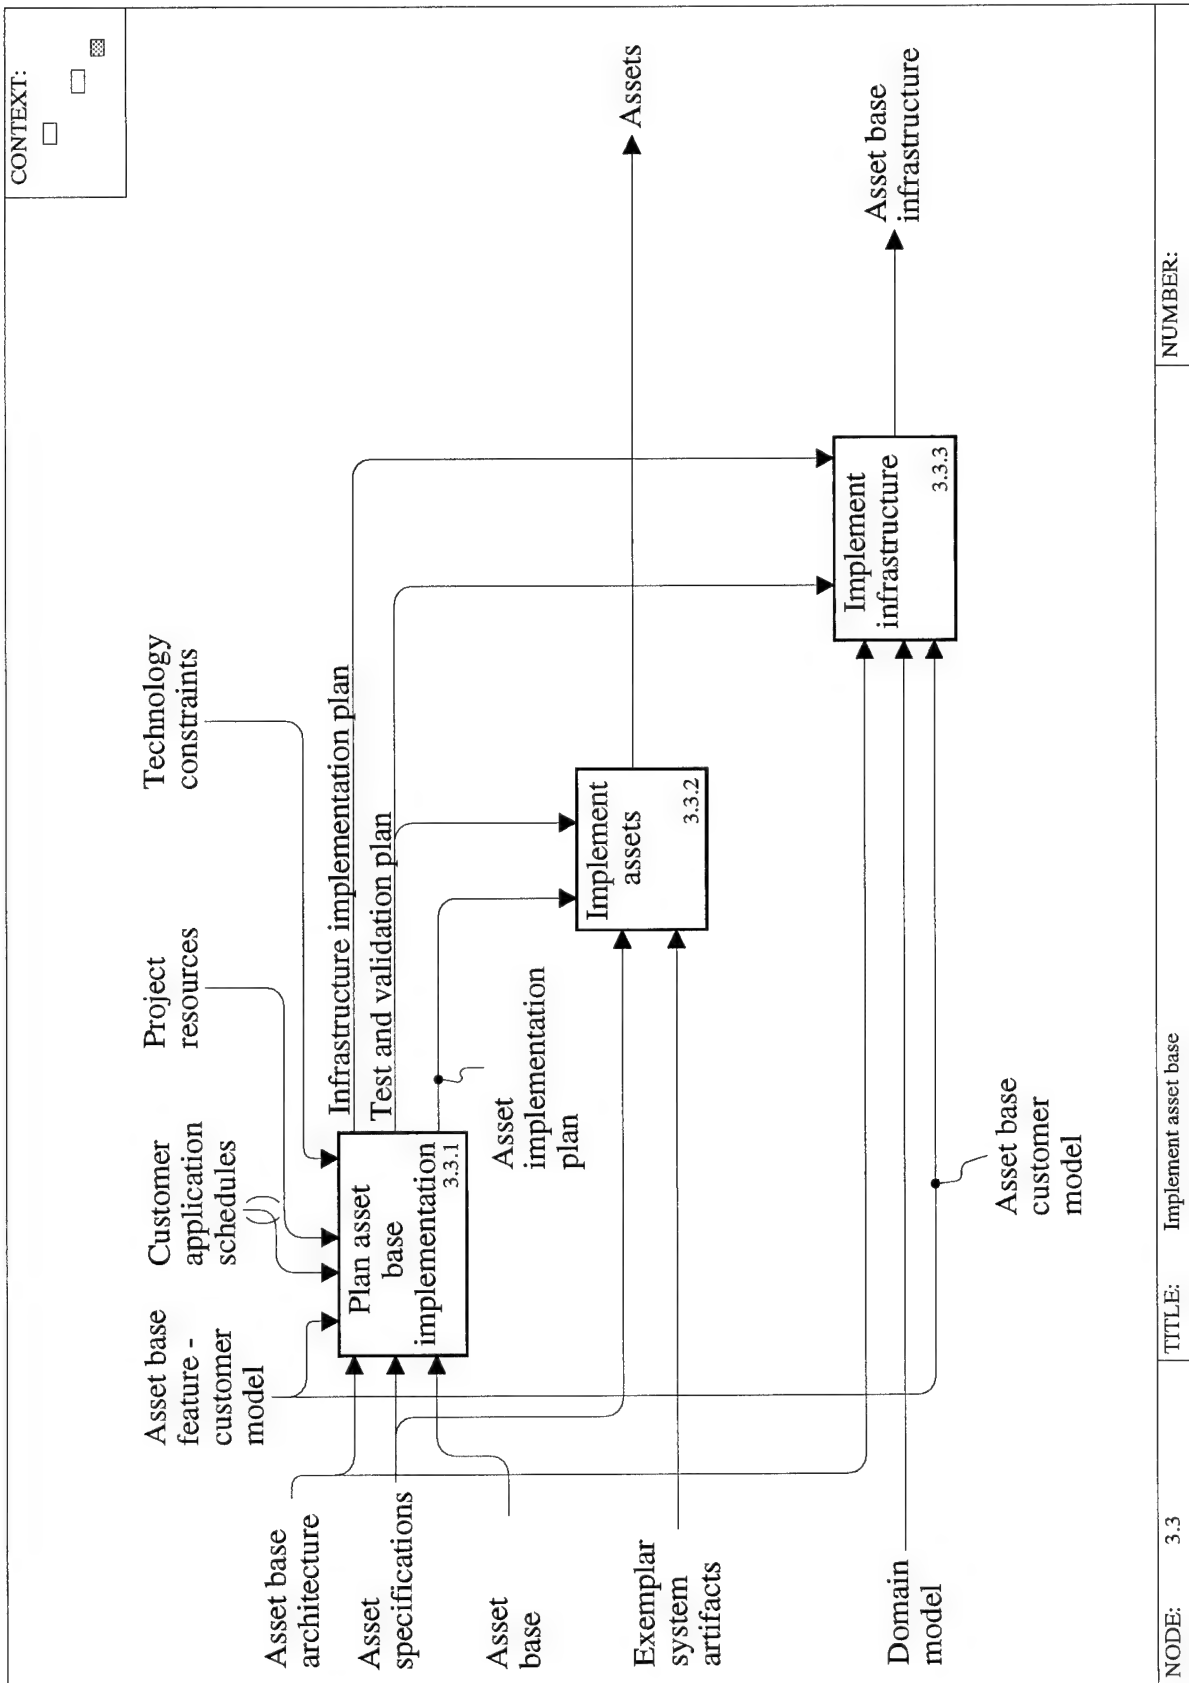 CONTEXT:
Asset base
feature -
customer
model
Customer
application
schedules
Project
resources
Technology
constraints
Asset base
architecture
Asset
specifications
Asset
base
Exemplar
system
artifacts
Domain
model
Plan asset
base
implementation
3.3.1
Infrastructure implementation plan
Test and validation plan
Asset
implementation
plan
Implement
assets
3.3.2
Implement
infrastructure
3.3.3
Assets
Asset base
infrastructure
Asset base
customer
model
NODE: 3.3
TITLE: Implement asset base
NUMBER: